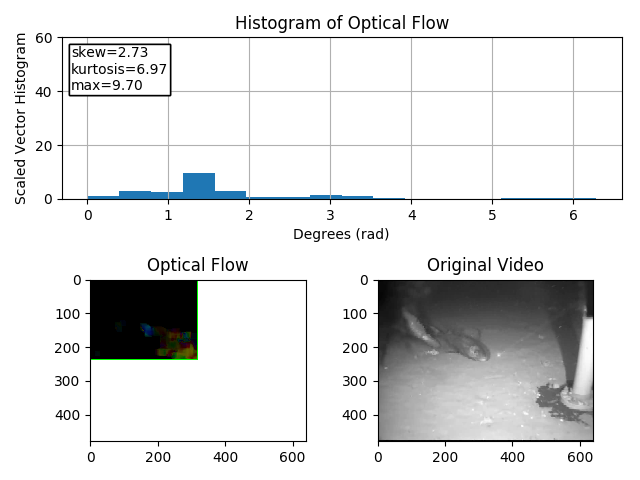 Histogram of Optical Flow
Scaled Vector Histogram
60
40
20
0
skew=2.73
kurtosis=6.97
max=9.70
0 1 2 3 4 5 6
Degrees (rad)
Optical Flow
0
100
200
300
400
0 200 400 600
Original Video
0
100
200
300
400
0 200 400 600